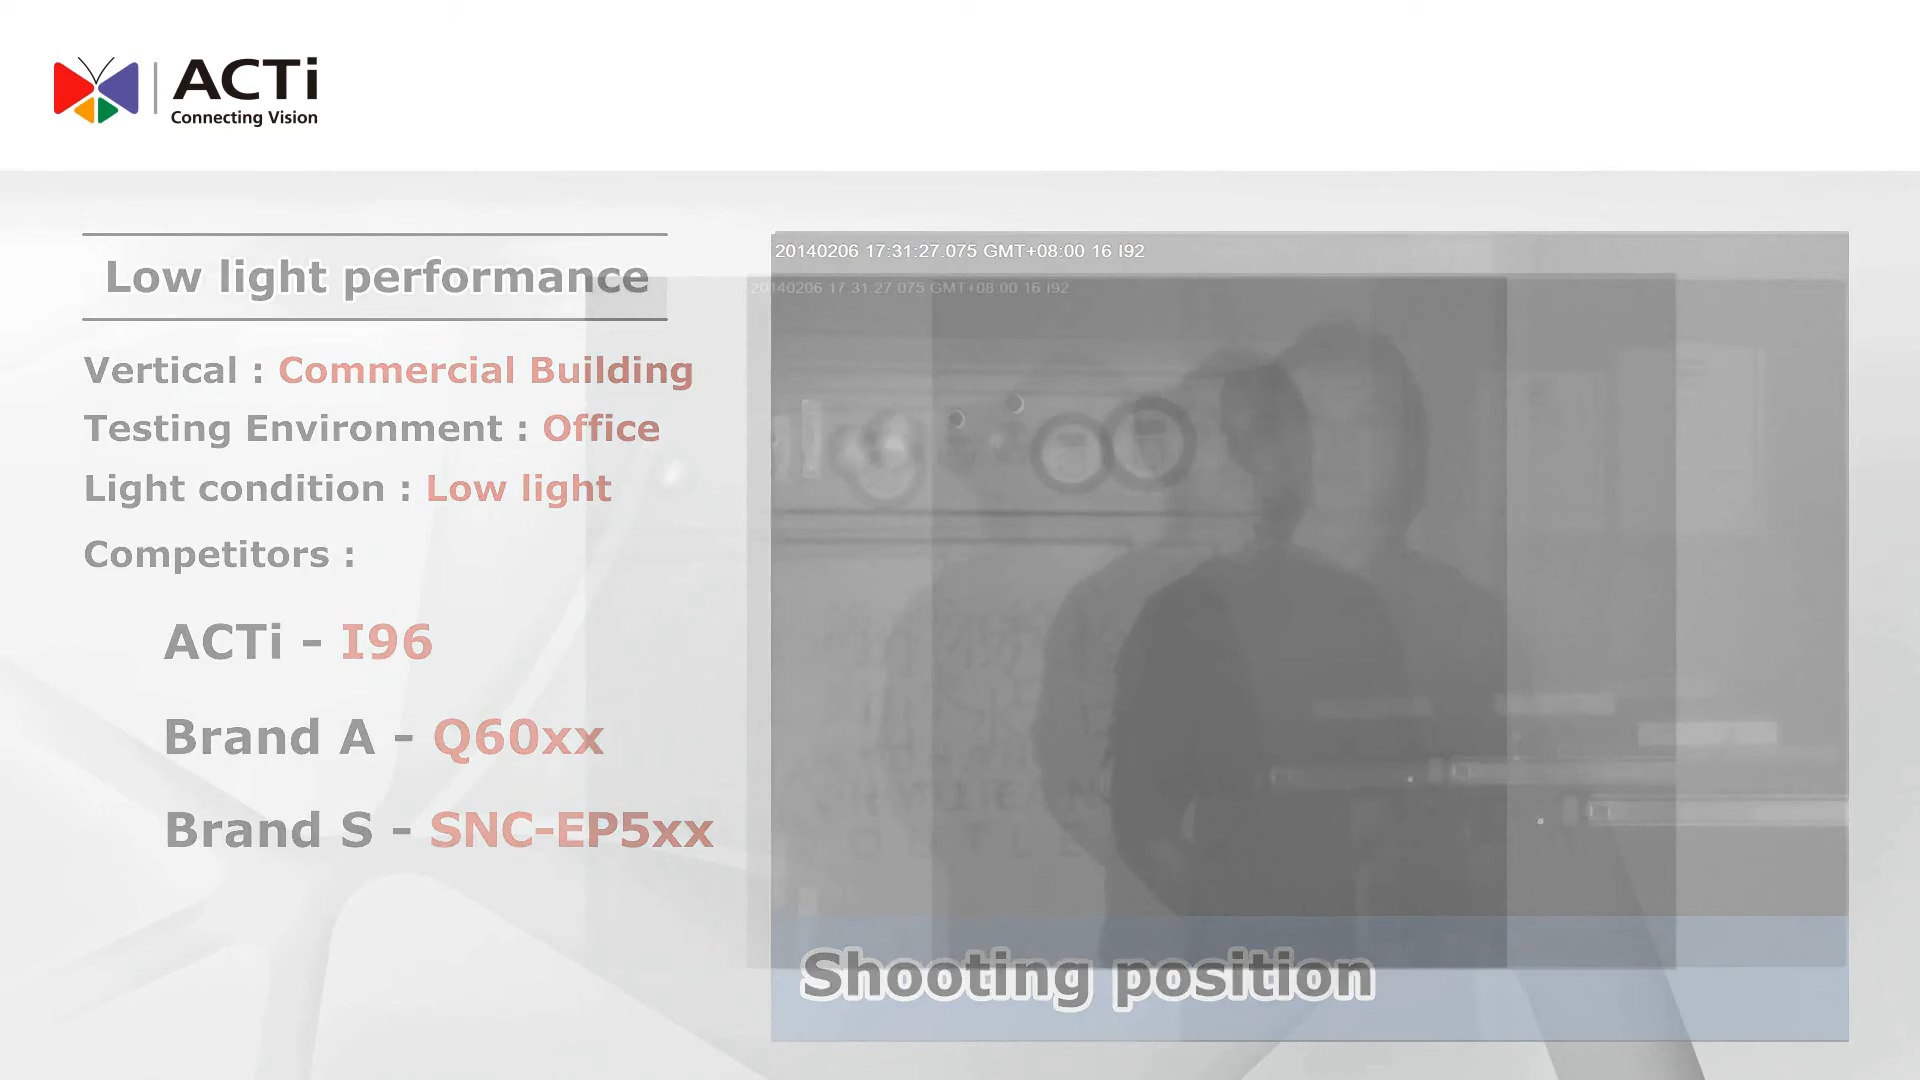 ACTi
Connecting Vision
Low light performance
Vertical : Commercial Building
Testing Environment : Office
Light condition : Low light
Competitors :
ACTi - I96
Brand A - Q60xx
Brand S - SNC-EP5xx
20140206 17:31:27.075 GMT+08:00 16 I92
20140206 17:31:27.075 GMT+08:00 16 I92
Shooting position